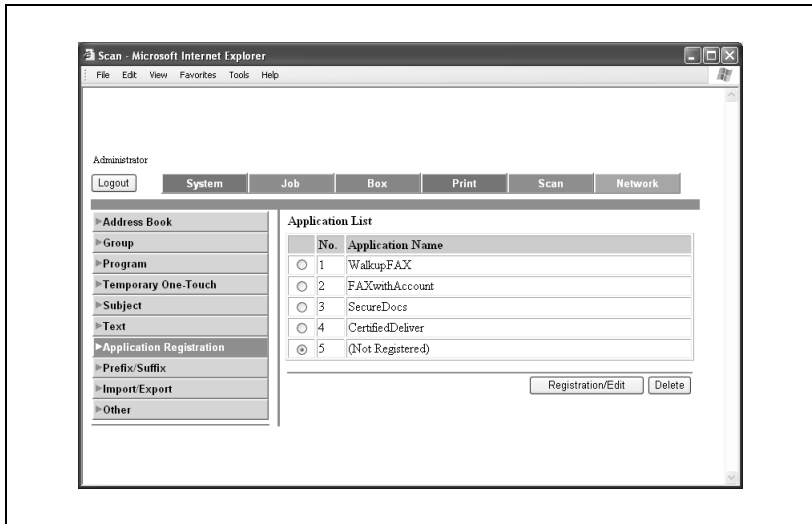 Scan - Microsoft Internet Explorer
File Edit View Favorites Tools Help
Administrator
Logout System Job Box Print Scan Network
Address Book
Group
Program
Temporary One-Touch
Subject
Text
Application Registration
Prefix/Suffix
Import/Export
Other
Application List
No. Application Name
1 WalkupFAX
2 FAXwithAccount
3 SecureDocs
4 CertifiedDeliver
5 (Not Registered)
Registration/Edit Delete